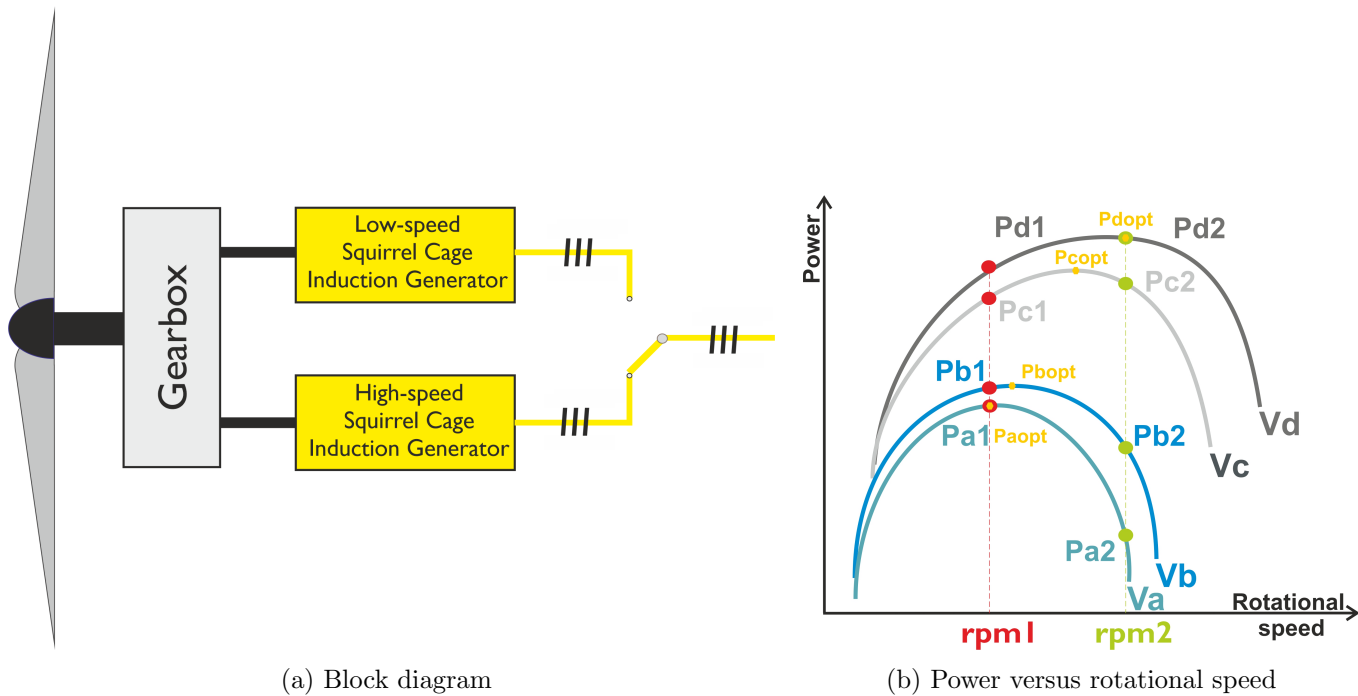 Gearbox
Low-speed
Squirrel Cage
Induction Generator
High-speed
Squirrel Cage
Induction Generator
(a) Block diagram
Power
Pd1
Pdopt
Pd2
Pcopt
Pc1
Pc2
Pb1
Pbopt
Pa1
Paopt
Pb2
Pa2
Vd
Vc
Vb
Va
Rotational
speed
rpm1
rpm2
(b) Power versus rotational speed